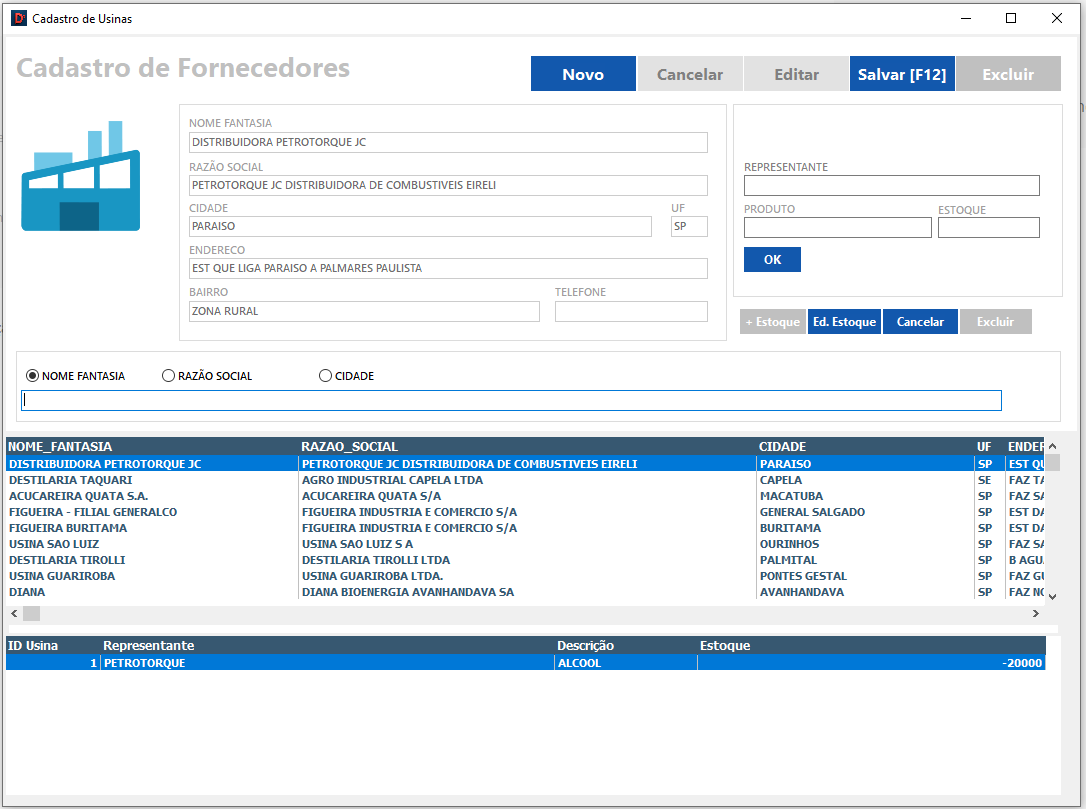 Cadastro de Usinas
Cadastro de Fornecedores
Novo Cancelar Editar Salvar [F12] Excluir
NOME FANTASIA
DISTRIBUIDORA PETROTORQUE JC
RAZÃO SOCIAL
PETROTORQUE JC DISTRIBUIDORA DE COMBUSTIVEIS EIRELI
CIDADE UF
PARAISO SP
ENDERECO
EST QUE LIGA PARAISO A PALMARES PAULISTA
BAIRRO TELEFONE
ZONA RURAL
REPRESENTANTE
PRODUTO ESTOQUE
OK
+ Estoque Ed. Estoque Cancelar Excluir
NOME FANTASIA RAZÃO SOCIAL CIDADE
NOME_FANTASIA RAZAO_SOCIAL CIDADE UF ENDER
DISTRIBUIDORA PETROTORQUE JC PETROTORQUE JC DISTRIBUIDORA DE COMBUSTIVEIS EIRELI PARAISO SP EST QU
DESTILARIA TAQUARI AGRO INDUSTRIAL CAPELA LTDA CAPELA SE FAZ TA
ACUCAREIRA QUATA S.A. ACUCAREIRA QUATA S/A MACATUBA SP FAZ SA
FIGUEIRA - FILIAL GENERALCO FIGUEIRA INDUSTRIA E COMERCIO S/A GENERAL SALGADO SP EST DA
FIGUEIRA BURITAMA FIGUEIRA INDUSTRIA E COMERCIO S/A BURITAMA SP EST DA
USINA SAO LUIZ USINA SAO LUIZ S A OURINHOS SP FAZ SA
DESTILARIA TIROLLI DESTILARIA TIROLLI LTDA PALMITAL SP B AGU
USINA GUARIROBA USINA GUARIROBA LTDA. PONTES GESTAL SP FAZ GU
DIANA DIANA BIOENERGIA AVANHANDAVA SA AVANHANDAVA SP FAZ NO
ID Usina Representante Descrição Estoque
1 PETROTORQUE ALCOOL -20000